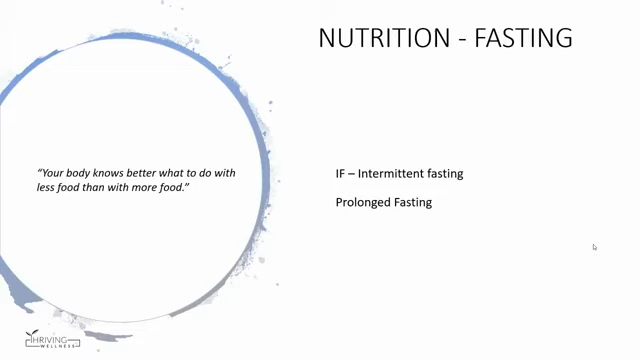 NUTRITION - FASTING
“Your body knows better what to do with
less food than with more food.”
IF – Intermittent fasting
Prolonged Fasting
THRIVING
WELLNESS